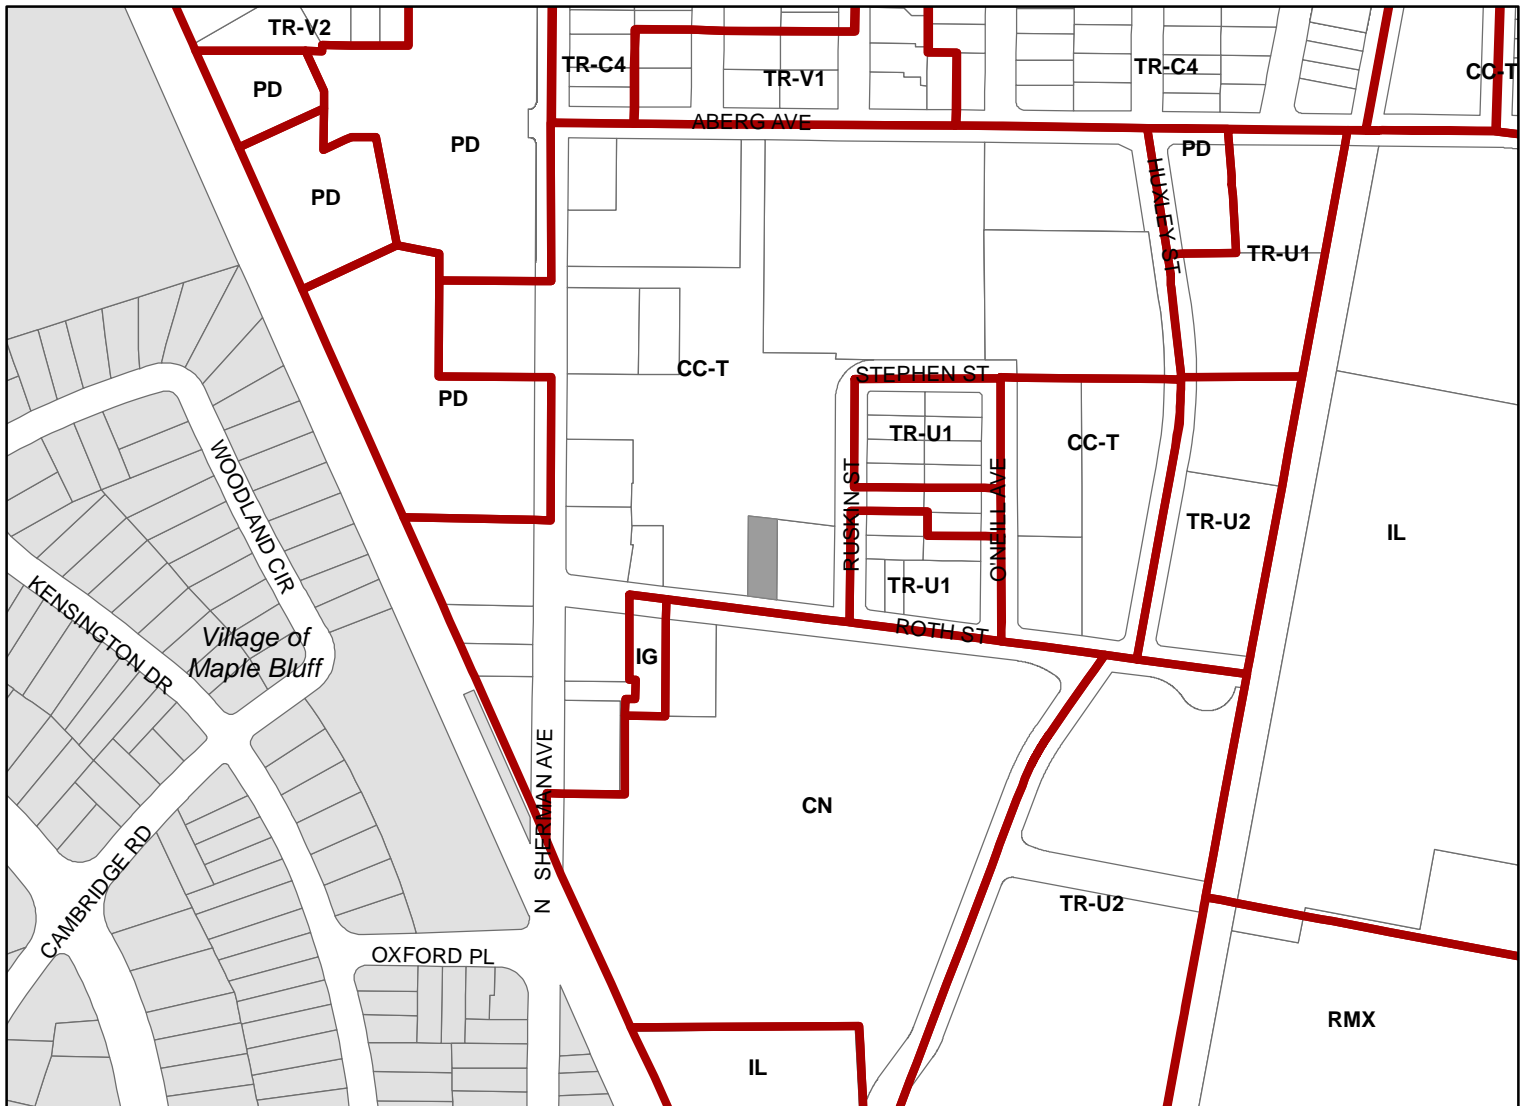 TR-V2
TR-C4
TR-V1
TR-C4
CC-T
PD
PD
ABERG AVE
PD
PD
HUXLEY ST
TR-U1
CC-T
STEPHEN ST
PD
TR-U1
CC-T
WOODLAND CIR
RUSKIN ST
O'NEILL AVE
TR-U2
IL
KENSINGTON DR
TR-U1
Village of
Maple Bluff
ROTH ST
IG
N SHERMAN AVE
CN
CAMBRIDGE RD
TR-U2
OXFORD PL
RMX
IL